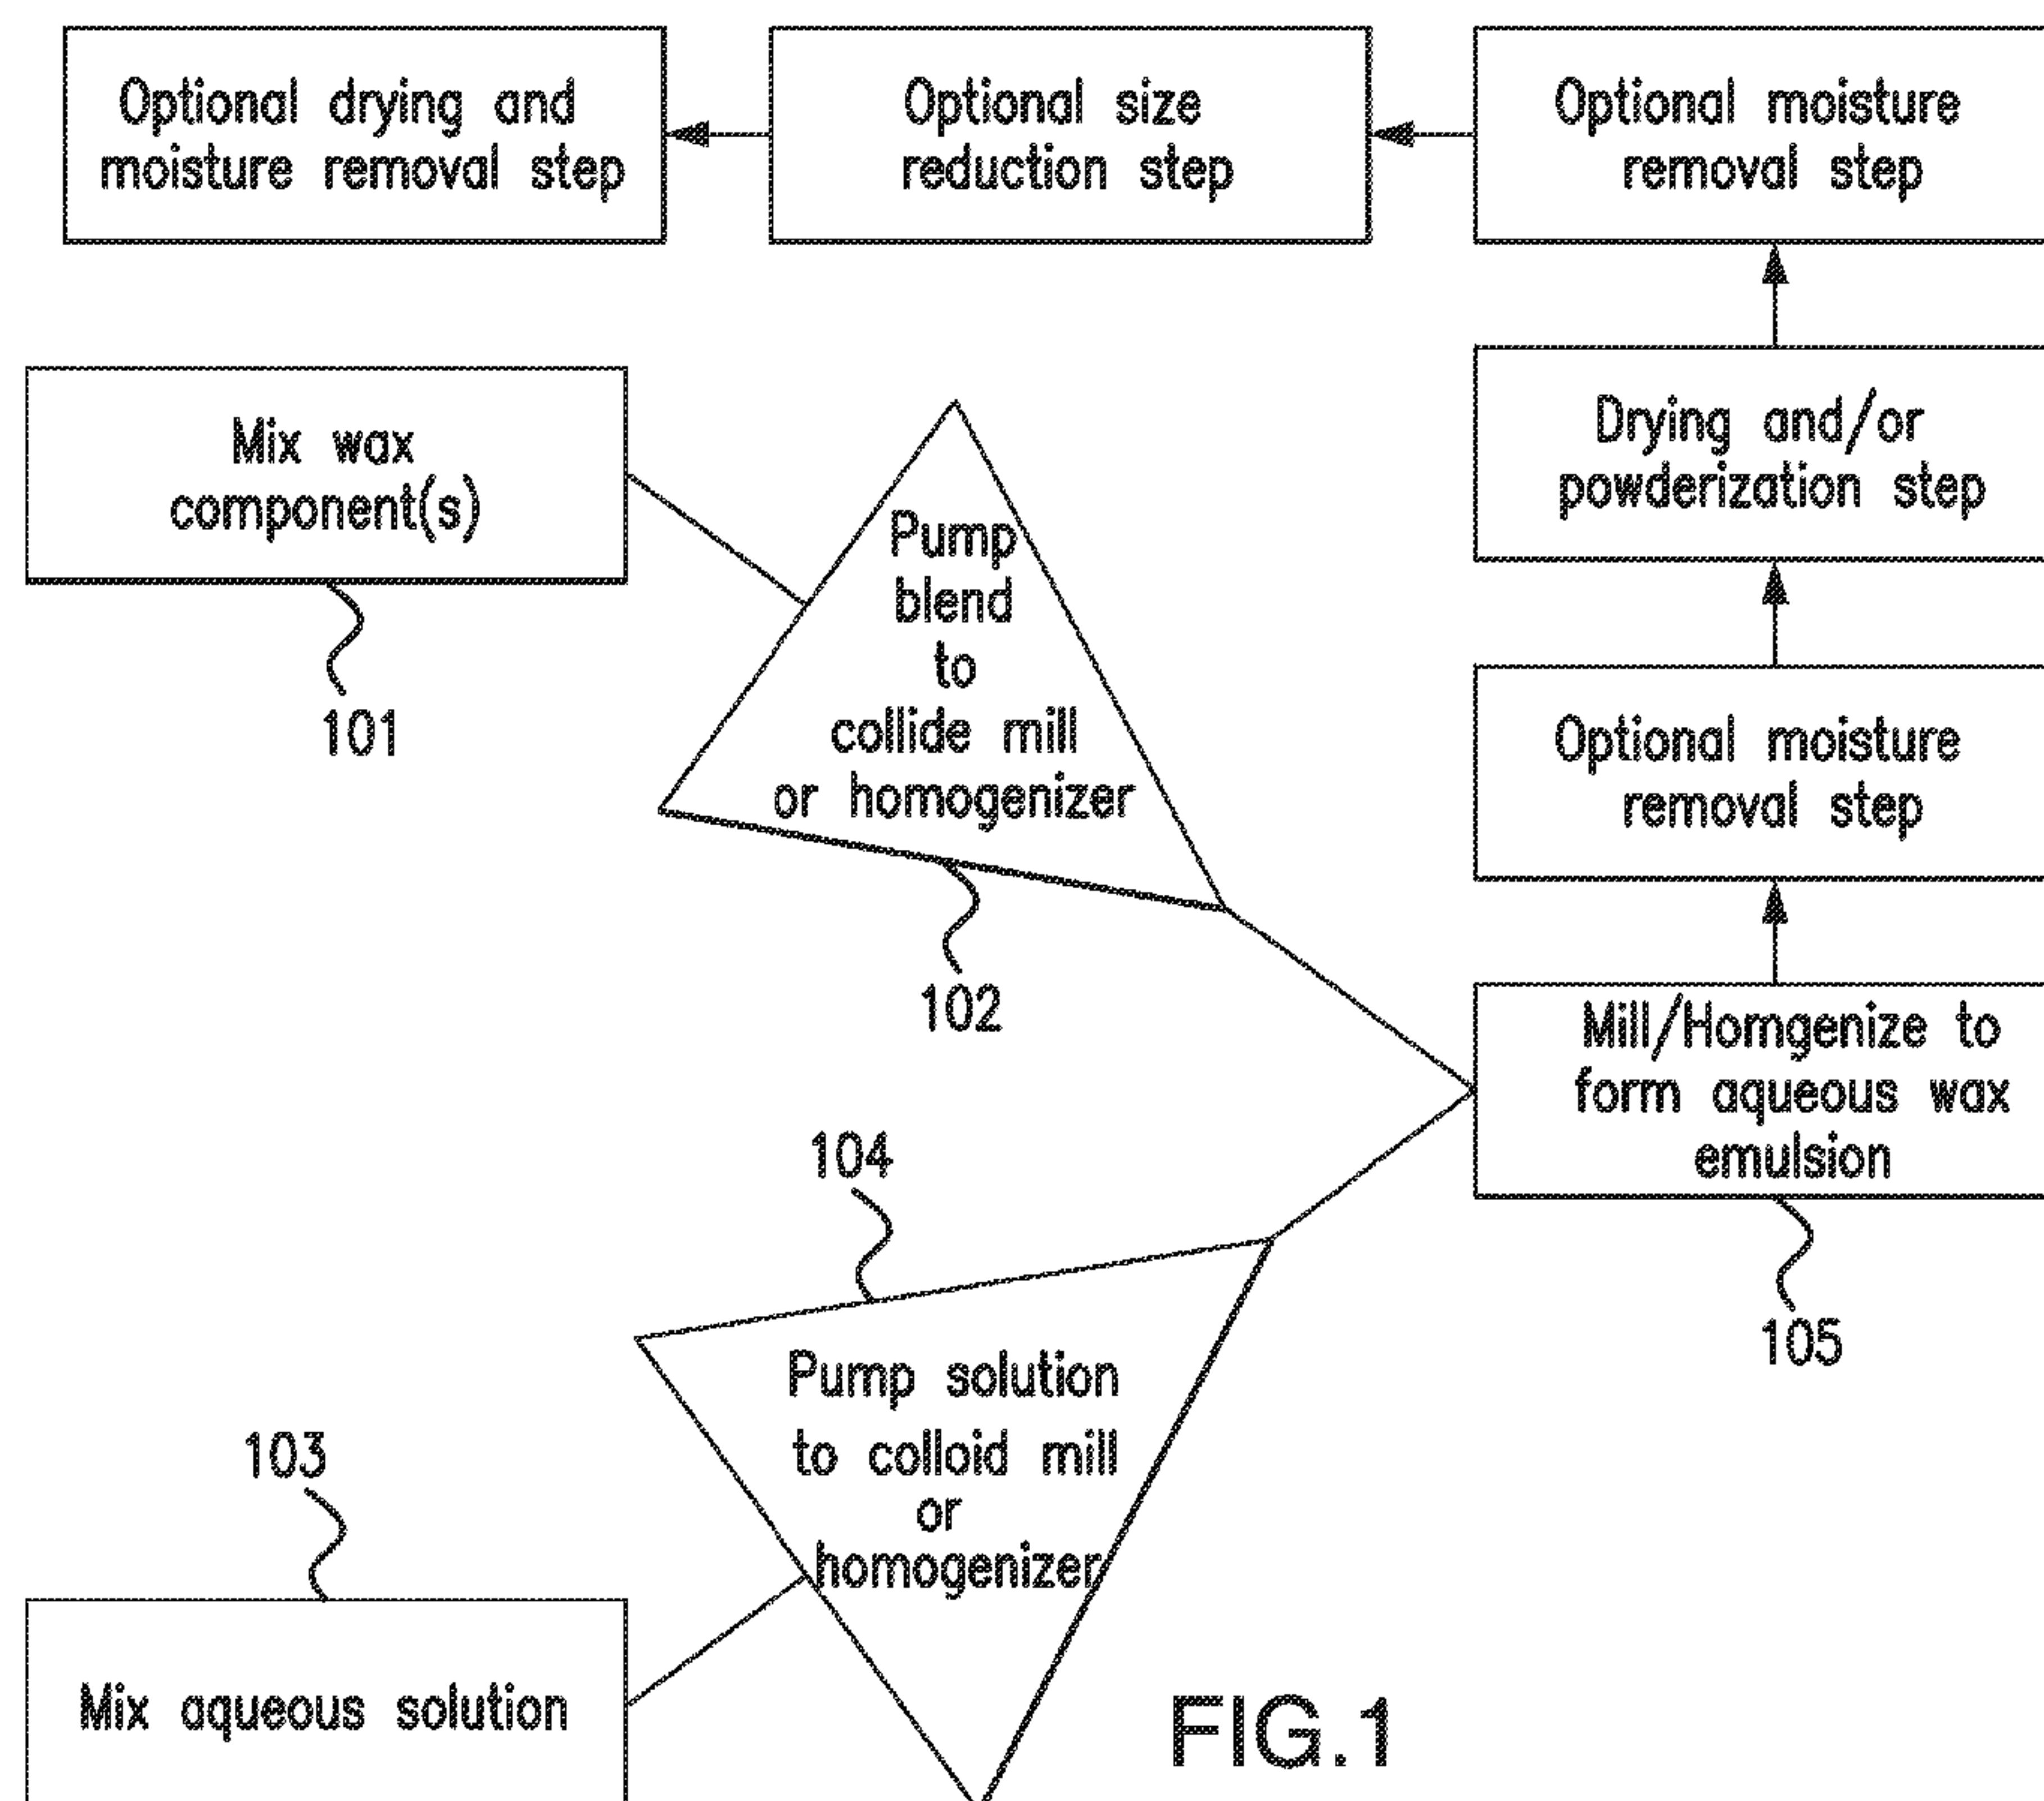 Optional drying and
moisture removal step
Optional size
reduction step
Optional moisture
removal step
Mix wax
component(s)
101
Pump
blend
to
collide mill
or homogenizer
102
Drying and/or
powderization step
Optional moisture
removal step
Mill/Homgenize to
form aqueous wax
emulsion
105
104
Pump solution
to colloid mill
or
homogenizer
103
Mix aqueous solution
FIG.1